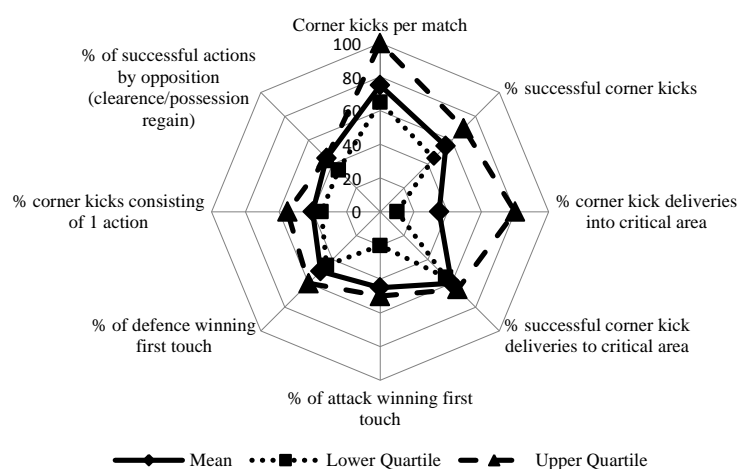 Corner kicks per match
100
80
60
40
20
0
% successful corner kicks
% corner kick deliveries
into critical area
% successful corner kick
deliveries to critical area
% of attack winning first
touch
% of defence winning
first touch
% corner kicks consisting
of 1 action
% of successful actions
by opposition
(clearence/possession
regain)
Mean
Lower Quartile
Upper Quartile